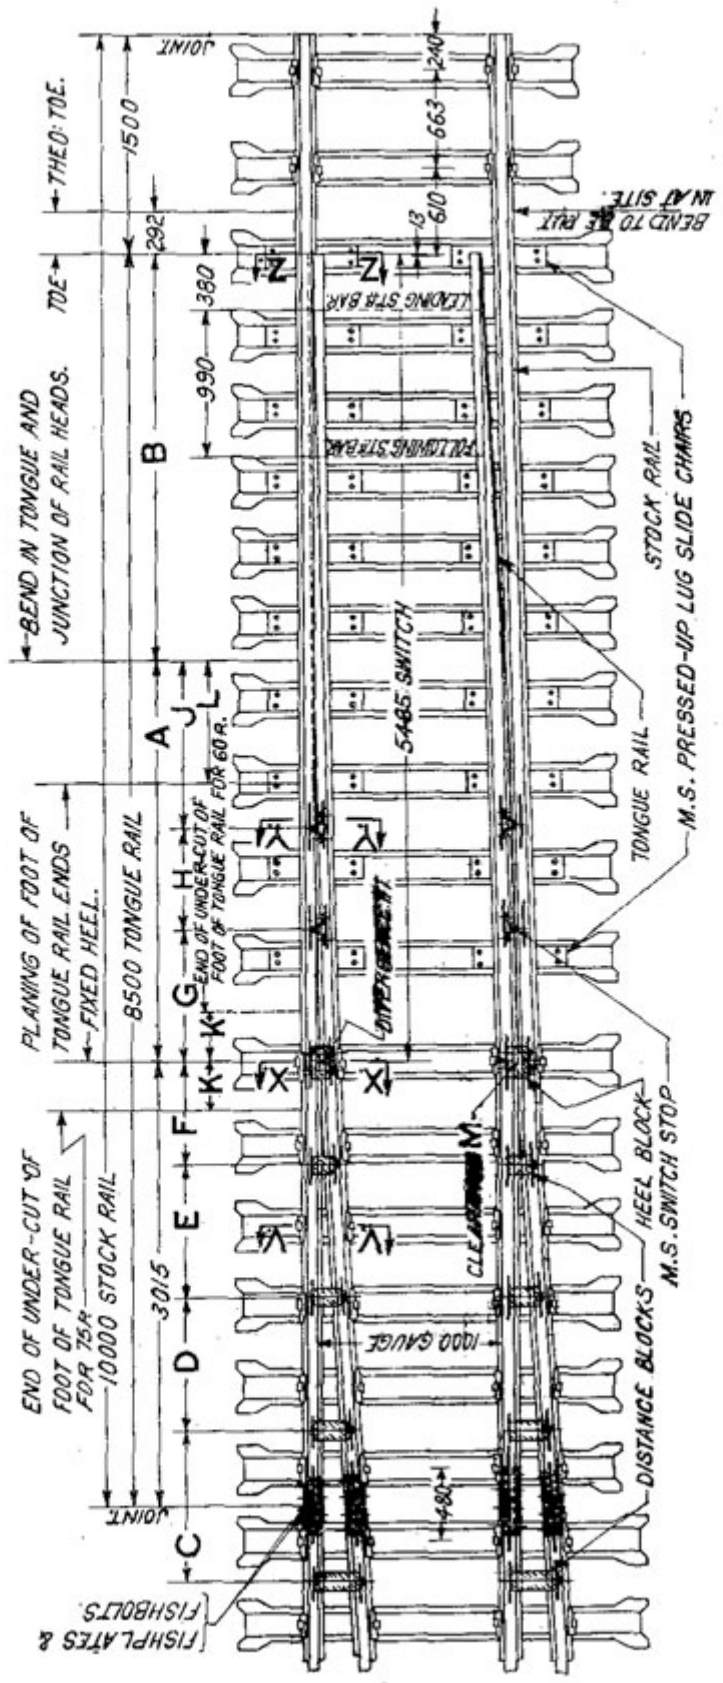 JOINT
240
663
610
13
1500
THEO: TOE.
292
BEND TO BE PUT
IN AT SITE.
TOE
380
990
Z
Z
LEADING STR BAR
FOLLOWING STR BAR
BEND IN TONGUE AND
JUNCTION OF RAIL HEADS.
B
A
J
L
STOCK RAIL
M.S. PRESSED-UP LUG SLIDE CHAIRS
TONGUE RAIL
5485 SWITCH
PLANING OF FOOT OF
TONGUE RAIL ENDS
FIXED HEEL.
8500 TONGUE RAIL
END OF UNDER-CUT OF
FOOT OF TONGUE RAIL FOR 60 R.
Y
Y
H
G
K
K
X
X
F
E
D
C
V
V
M
DIVERGENCE
HEEL BLOCK
M.S. SWITCH STOP
DISTANCE BLOCKS
END OF UNDER-CUT OF
FOOT OF TONGUE RAIL
FOR 75R
10000 STOCK RAIL
3015
1000 GAUGE
480
JOINT.
FISHPLATES &
FISHBOLTS.